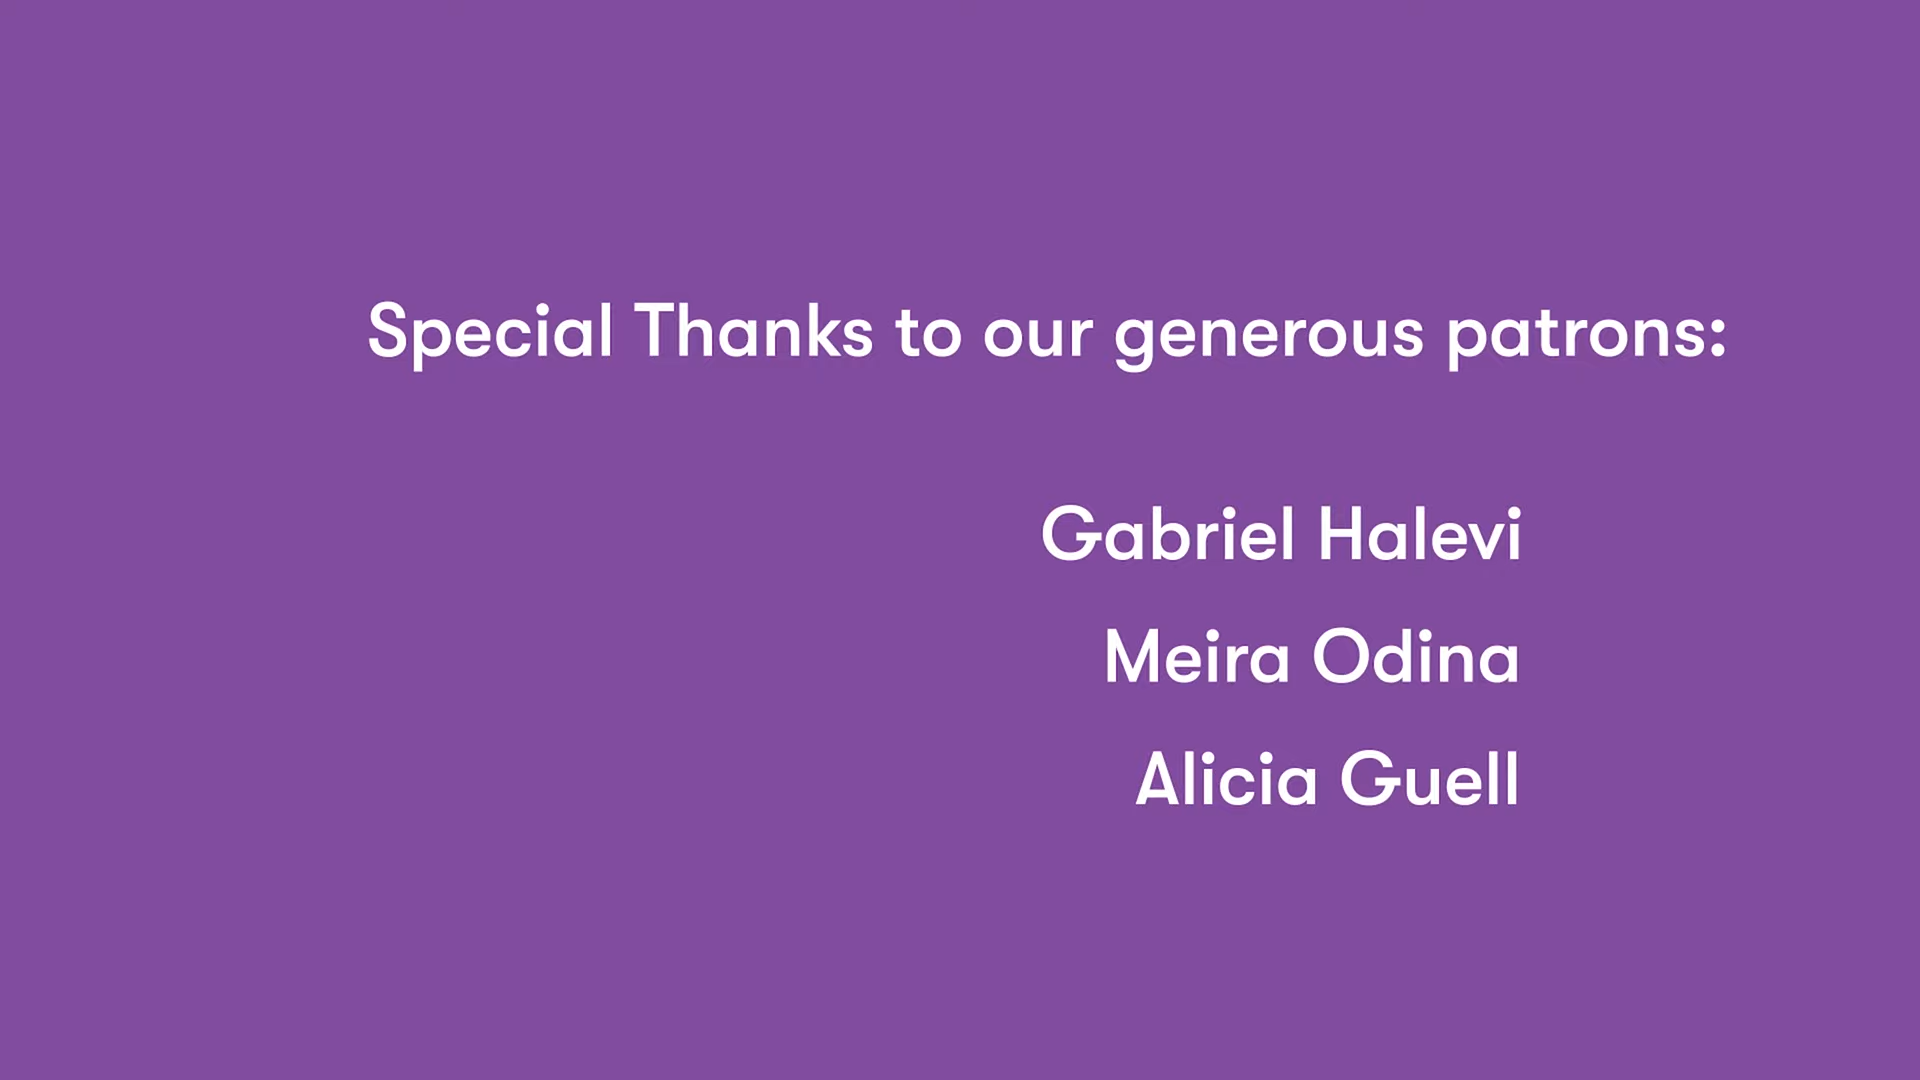 Special Thanks to our generous patrons:
Gabriel Halevi
Meira Odina
Alicia Guell